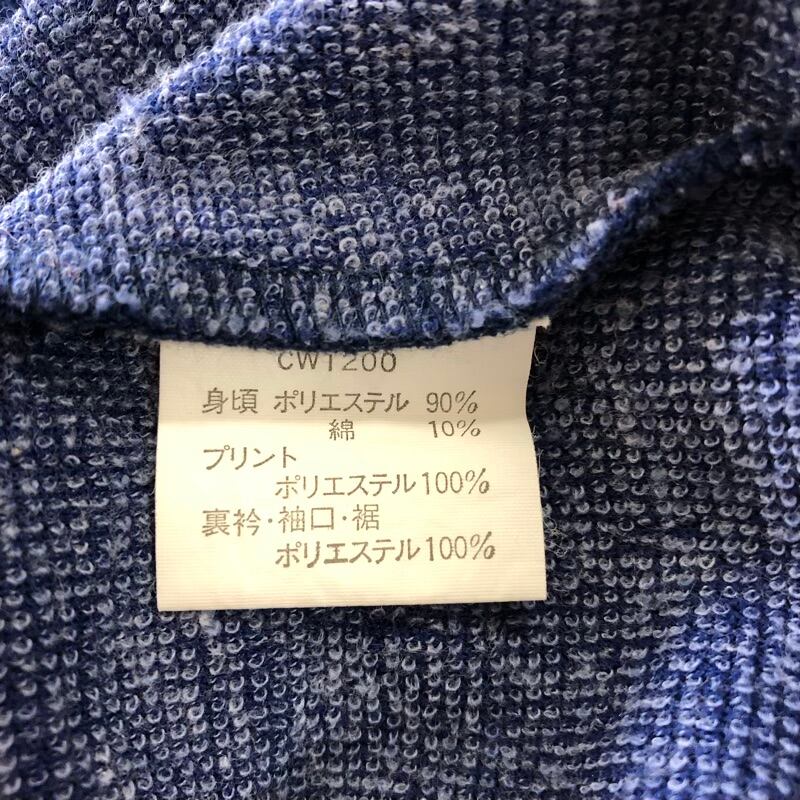 CW1200
身頃 ポリエステル 90%
綿 10%
プリント
ポリエステル100%
裏衿・袖口・裾
ポリエステル100%